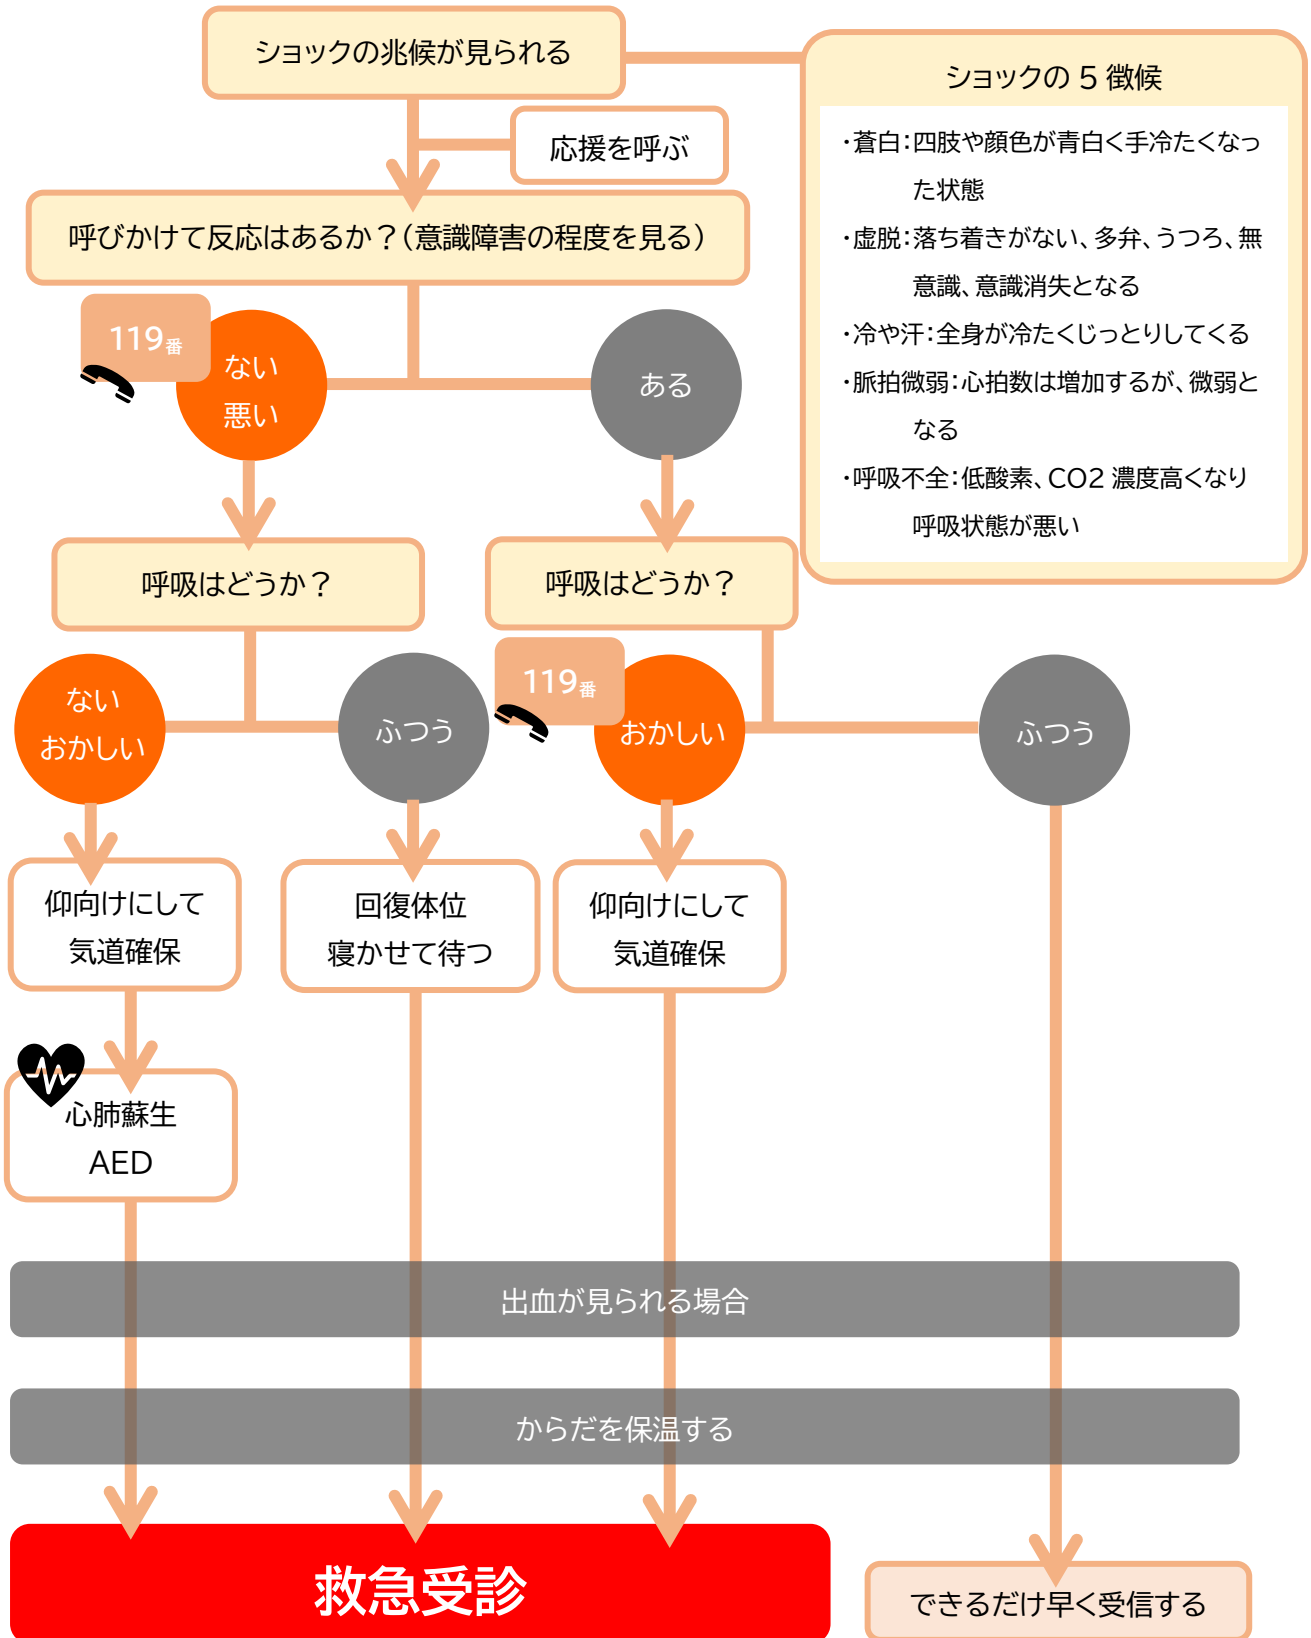 ショックの兆候が見られる
ショックの5徴候
・蒼白：四肢や顔色が青白く手冷たくなっ
た状態
・虚脱：落ち着きがない、多弁、うつろ、無
意識、意識消失となる
・冷や汗：全身が冷たくじっとりしてくる
・脈拍微弱：心拍数は増加するが、微弱と
なる
・呼吸不全：低酸素、CO2濃度高くなり
呼吸状態が悪い
応援を呼ぶ
呼びかけて反応はあるか？（意識障害の程度を見る）
119番
ない
悪い
ある
呼吸はどうか？
呼吸はどうか？
ない
おかしい
ふつう
119番
おかしい
ふつう
仰向けにして
気道確保
回復体位
寝かせて待つ
仰向けにして
気道確保
心肺蘇生
AED
出血が見られる場合
からだを保温する
救急受診
できるだけ早く受信する